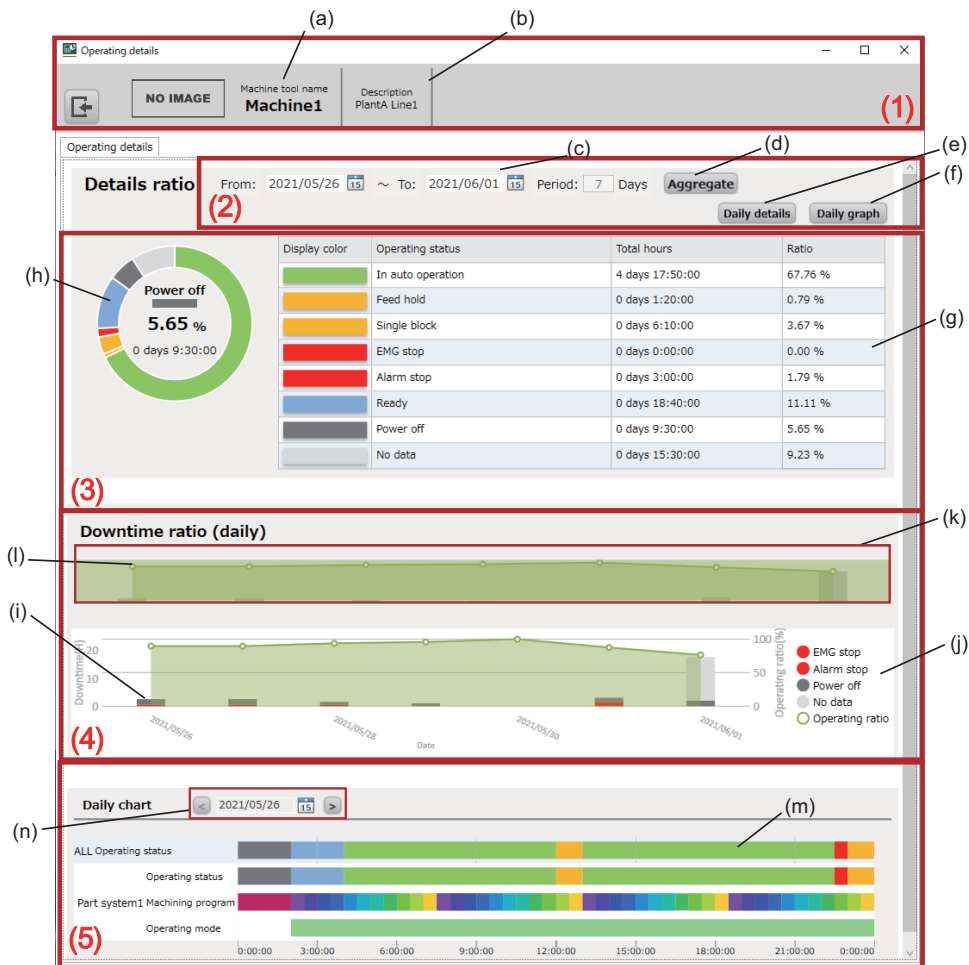 (a)
(b)
Operating details
NO IMAGE
Machine tool name
Machine1
Description
PlantA Line1
(1)
Operating details
(c)
(d)
(e)
(f)
Details ratio
From: 2021/05/26 15 ~ To: 2021/06/01 15 Period: 7 Days Aggregate
(2)
Daily details Daily graph
(h)
Power off
5.65 %
0 days 9:30:00
Display color Operating status Total hours Ratio
In auto operation 4 days 17:50:00 67.76 %
Feed hold 0 days 1:20:00 0.79 %
Single block 0 days 6:10:00 3.67 %
EMG stop 0 days 0:00:00 0.00 %
Alarm stop 0 days 3:00:00 1.79 %
Ready 0 days 18:40:00 11.11 %
Power off 0 days 9:30:00 5.65 %
No data 0 days 15:30:00 9.23 %
(g)
(3)
Downtime ratio (daily)
(k)
(l)
(i)
Downtime(H)
20
10
0
100
50
0
Operating ratio(%)
2021/05/26
2021/05/28
2021/05/30
2021/06/01
Date
EMG stop
Alarm stop
Power off
No data
Operating ratio
(j)
(4)
Daily chart < 2021/05/26 15 >
(n)
(m)
ALL Operating status
Operating status
Part system1 Machining program
Operating mode
(5)
0:00:00 3:00:00 6:00:00 9:00:00 12:00:00 15:00:00 18:00:00 21:00:00 0:00:00